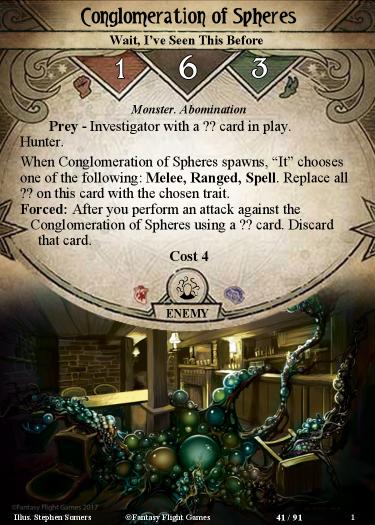 Conglomeration of Spheres
Wait, I've Seen This Before
1 6 3
Monster. Abomination
Prey - Investigator with a ?? card in play.
Hunter.
When Conglomeration of Spheres spawns, “It” chooses
one of the following: Melee, Ranged, Spell. Replace all
?? on this card with the chosen trait.
Forced: After you perform an attack against the
Conglomeration of Spheres using a ?? card. Discard
that card.
Cost 4
ENEMY
©Fantasy Flight Games 2017
Illus. Stephen Somers ©Fantasy Flight Games 41 / 91 1